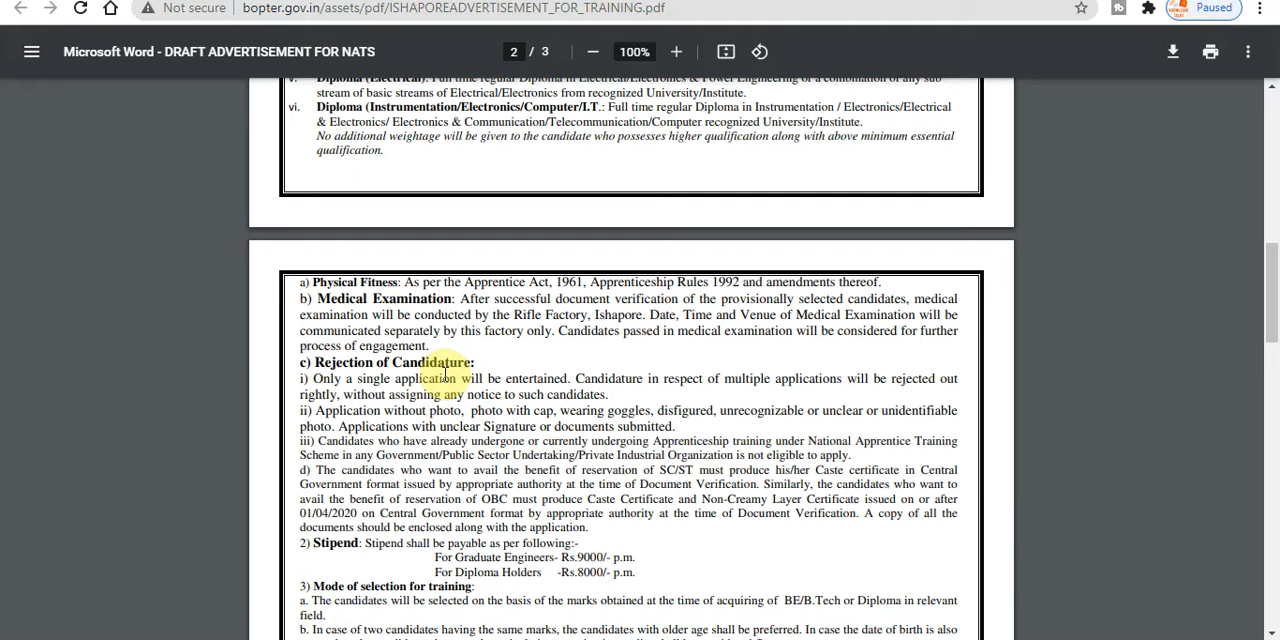 Not secure | bopter.gov.in/assets/pdf/ISHAPOREADVERTISEMENT_FOR_TRAINING.pdf Paused
Microsoft Word - DRAFT ADVERTISEMENT FOR NATS 2 / 3 100%
v. Diploma (Electrical): Full time regular Diploma in Electrical/Electronics & Power Engineering or a combination of any sub
stream of basic streams of Electrical/Electronics from recognized University/Institute.
vi. Diploma (Instrumentation/Electronics/Computer/I.T.: Full time regular Diploma in Instrumentation / Electronics/Electrical
& Electronics/ Electronics & Communication/Telecommunication/Computer recognized University/Institute.
No additional weightage will be given to the candidate who possesses higher qualification along with above minimum essential
qualification.
a) Physical Fitness: As per the Apprentice Act, 1961, Apprenticeship Rules 1992 and amendments thereof.
b) Medical Examination: After successful document verification of the provisionally selected candidates, medical
examination will be conducted by the Rifle Factory, Ishapore. Date, Time and Venue of Medical Examination will be
communicated separately by this factory only. Candidates passed in medical examination will be considered for further
process of engagement.
c) Rejection of Candidature:
i) Only a single application will be entertained. Candidature in respect of multiple applications will be rejected out
rightly, without assigning any notice to such candidates.
ii) Application without photo, photo with cap, wearing goggles, disfigured, unrecognizable or unclear or unidentifiable
photo. Applications with unclear Signature or documents submitted.
iii) Candidates who have already undergone or currently undergoing Apprenticeship training under National Apprentice Training
Scheme in any Government/Public Sector Undertaking/Private Industrial Organization is not eligible to apply.
d) The candidates who want to avail the benefit of reservation of SC/ST must produce his/her Caste certificate in Central
Government format issued by appropriate authority at the time of Document Verification. Similarly, the candidates who want to
avail the benefit of reservation of OBC must produce Caste Certificate and Non-Creamy Layer Certificate issued on or after
01/04/2020 on Central Government format by appropriate authority at the time of Document Verification. A copy of all the
documents should be enclosed along with the application.
2) Stipend: Stipend shall be payable as per following:-
For Graduate Engineers- Rs.9000/- p.m.
For Diploma Holders -Rs.8000/- p.m.
3) Mode of selection for training:
a. The candidates will be selected on the basis of the marks obtained at the time of acquiring of BE/B.Tech or Diploma in relevant
field.
b. In case of two candidates having the same marks, the candidates with older age shall be preferred. In case the date of birth is also